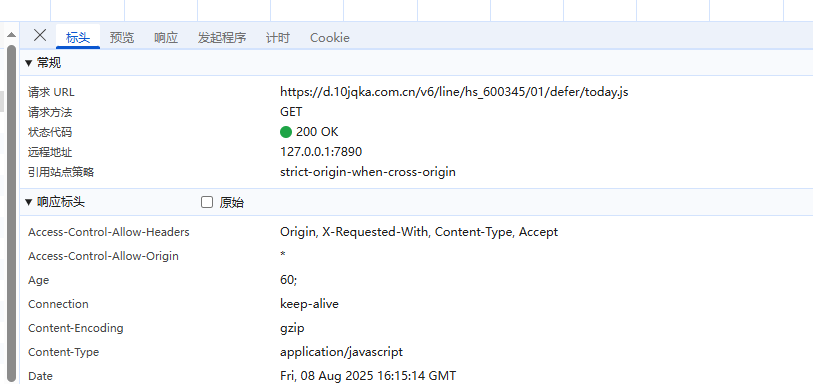 标头 预览 响应 发起程序 计时 Cookie
常规
请求 URL https://d.10jqka.com.cn/v6/line/hs_600345/01/defer/today.js
请求方法 GET
状态代码 200 OK
远程地址 127.0.0.1:7890
引用站点策略 strict-origin-when-cross-origin
响应标头 原始
Access-Control-Allow-Headers Origin, X-Requested-With, Content-Type, Accept
Access-Control-Allow-Origin *
Age 60;
Connection keep-alive
Content-Encoding gzip
Content-Type application/javascript
Date Fri, 08 Aug 2025 16:15:14 GMT